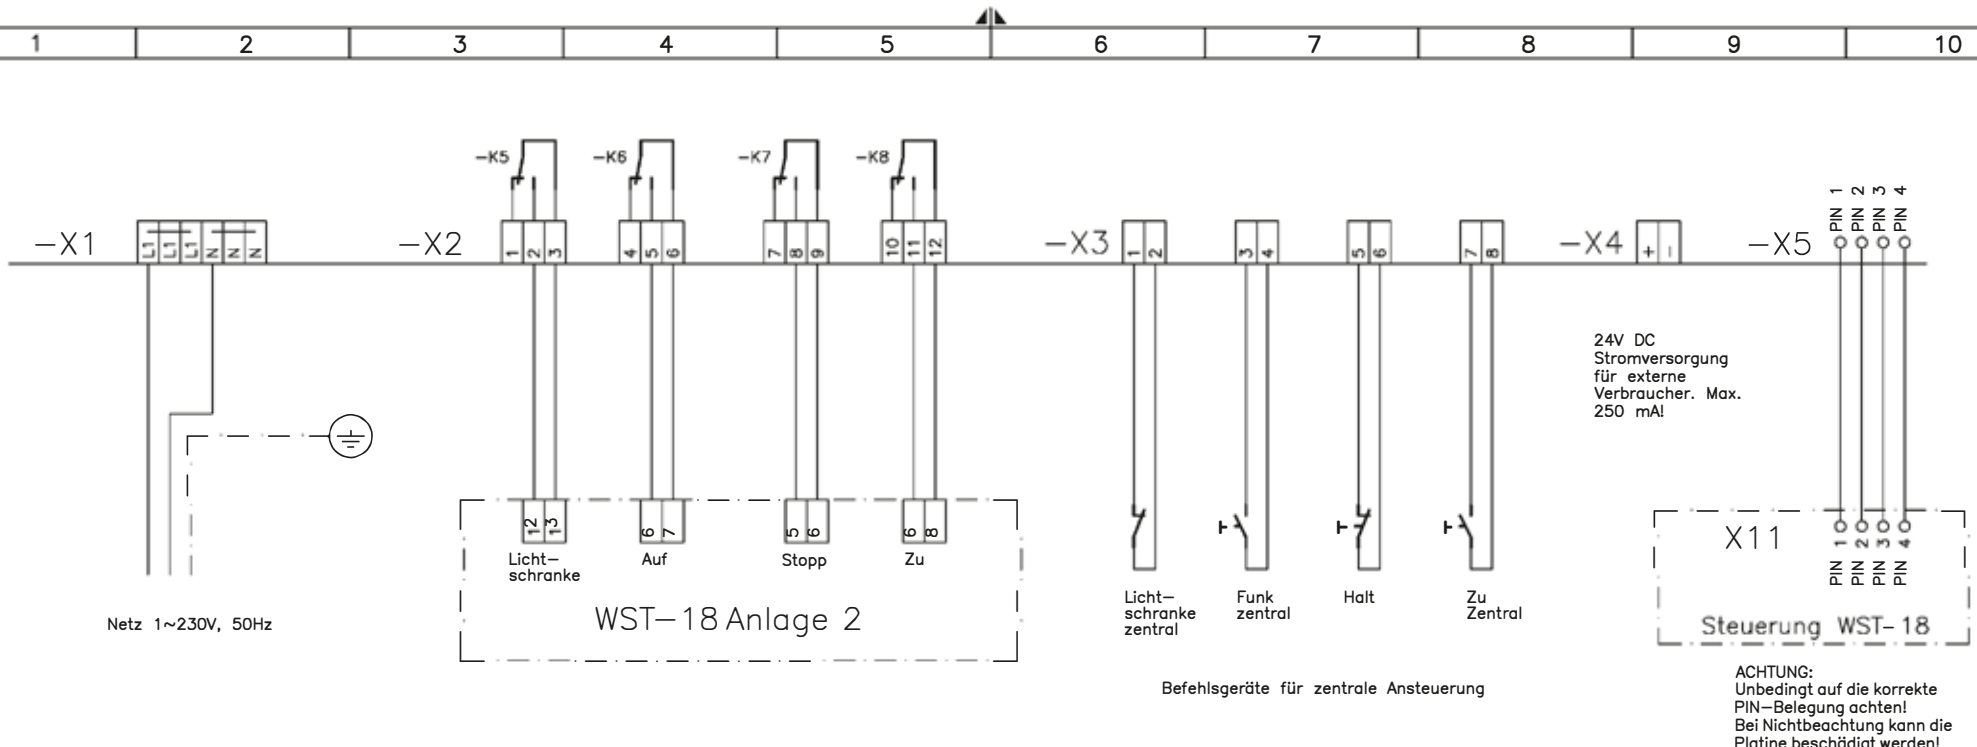 1 2 3 4 5 6 7 8 9 10
-K5 -K6 -K7 -K8
PIN 1 PIN 2 PIN 3 PIN 4
-X1
L1 L1 L1 N N N
-X2
1 2 3
4 5 6
7 8 9
10 11 12
-X3
1 2
3 4
5 6
7 8
-X4
+ -
-X5
24V DC
Stromversorgung
für externe
Verbraucher. Max.
250 mA!
12 13
6 7
5 6
6 8
Licht-
schranke
Auf
Stopp
Zu
WST-18 Anlage 2
Netz 1~230V, 50Hz
Licht-
schranke
zentral
Funk
zentral
Halt
Zu
Zentral
Befehlsgeräte für zentrale Ansteuerung
X11
PIN 1 PIN 2 PIN 3 PIN 4
Steuerung WST-18
ACHTUNG:
Unbedingt auf die korrekte
PIN-Belegung achten!
Bei Nichtbeachtung kann die
Platine beschädigt werden!